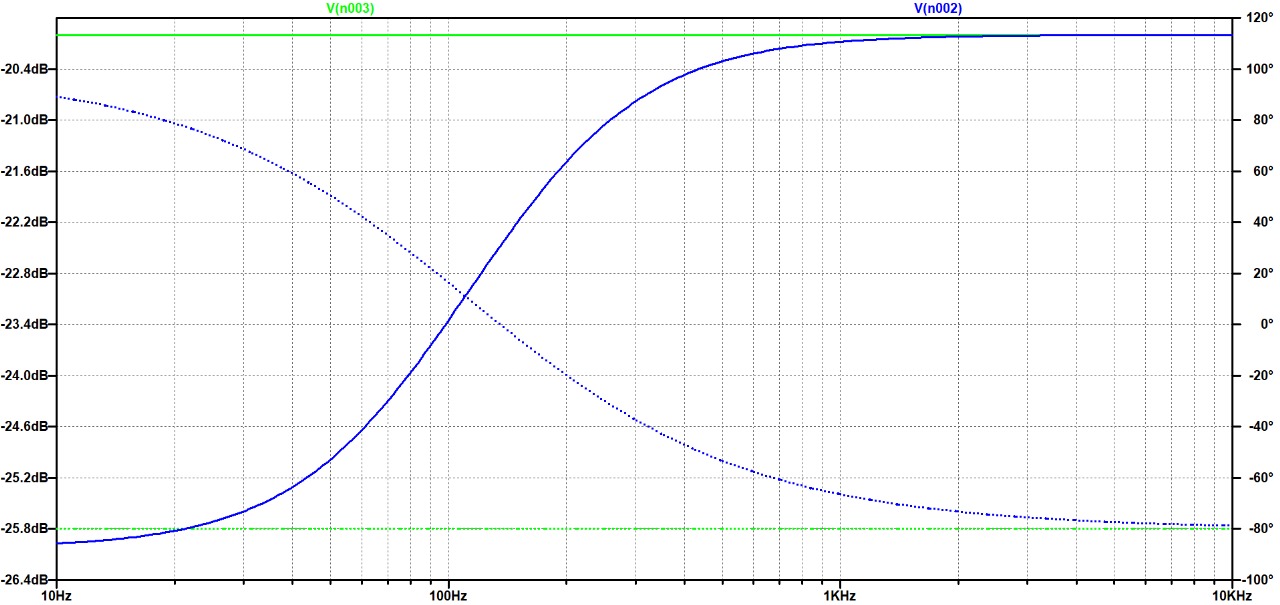 V(n003) V(n002)
120°
-20.4dB 100°
-21.0dB 80°
-21.6dB 60°
-22.2dB 40°
-22.8dB 20°
-23.4dB 0°
-24.0dB -20°
-24.6dB -40°
-25.2dB -60°
-25.8dB -80°
-26.4dB -100°
10Hz 100Hz 1KHz 10KHz